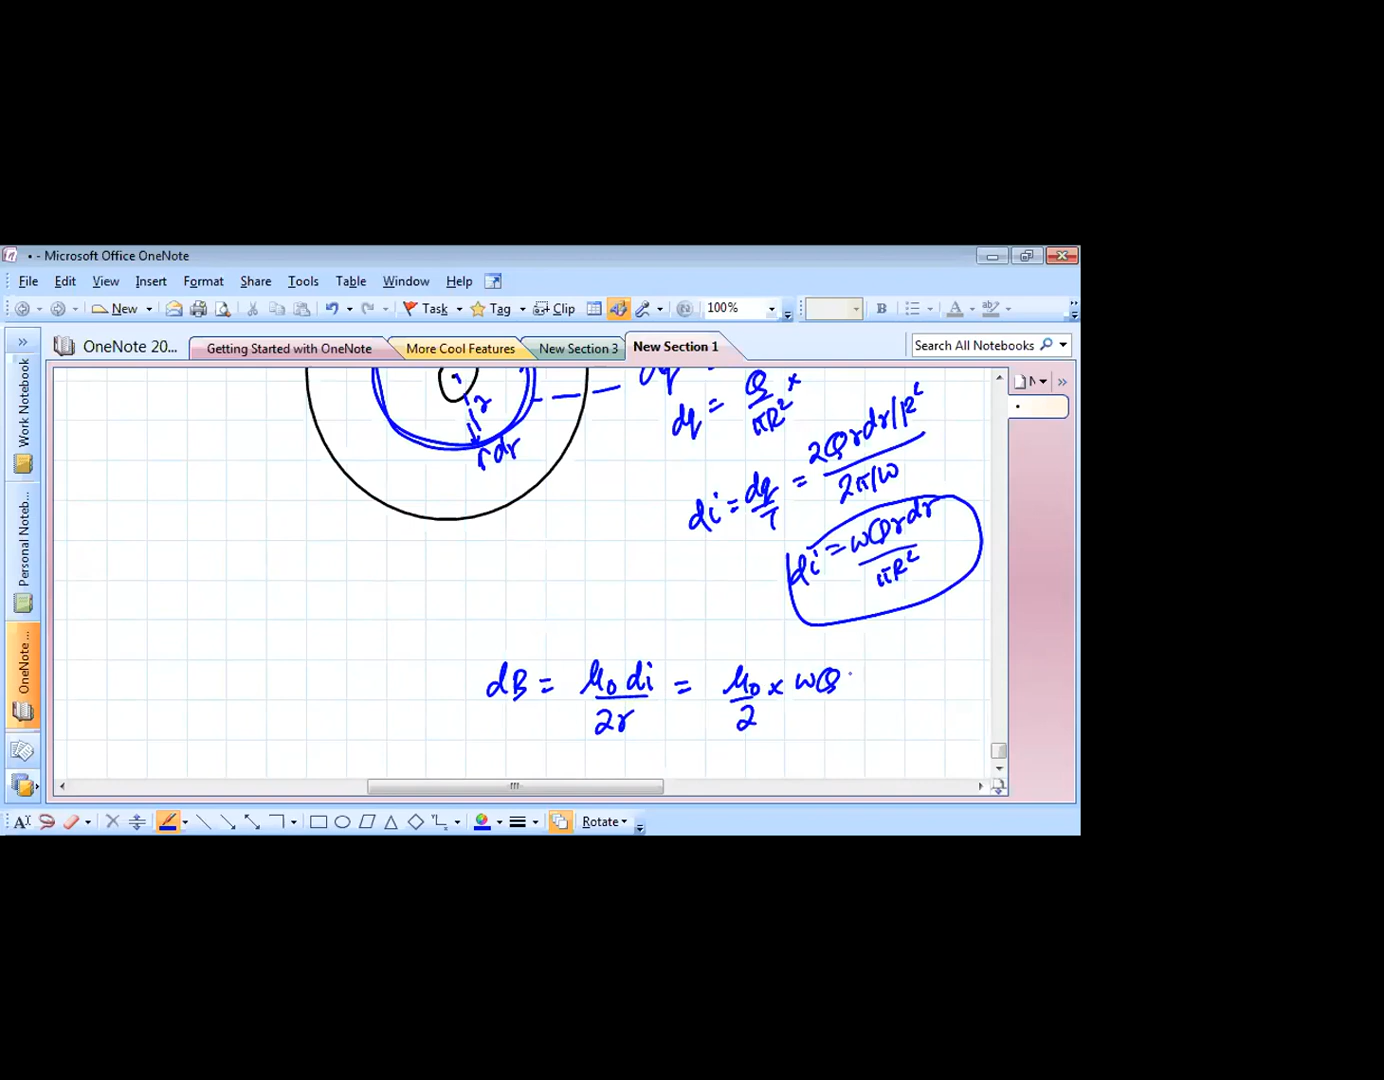 • - Microsoft Office OneNote
File Edit View Insert Format Share Tools Table Window Help
New Task Tag Clip 100% B A ab
OneNote 20... Getting Started with OneNote More Cool Features New Section 3 New Section 1 Search All Notebooks
Work Notebook
Personal Noteb...
OneNote...
N
r
r dr
dq =
dq = Q/πR² ×
di = dq/T = 2Qrdr/R² / 2π/ω
di = ωQrdr/πR²
dB = μ₀ di/2r = μ₀/2 × ωQ
A Rotate